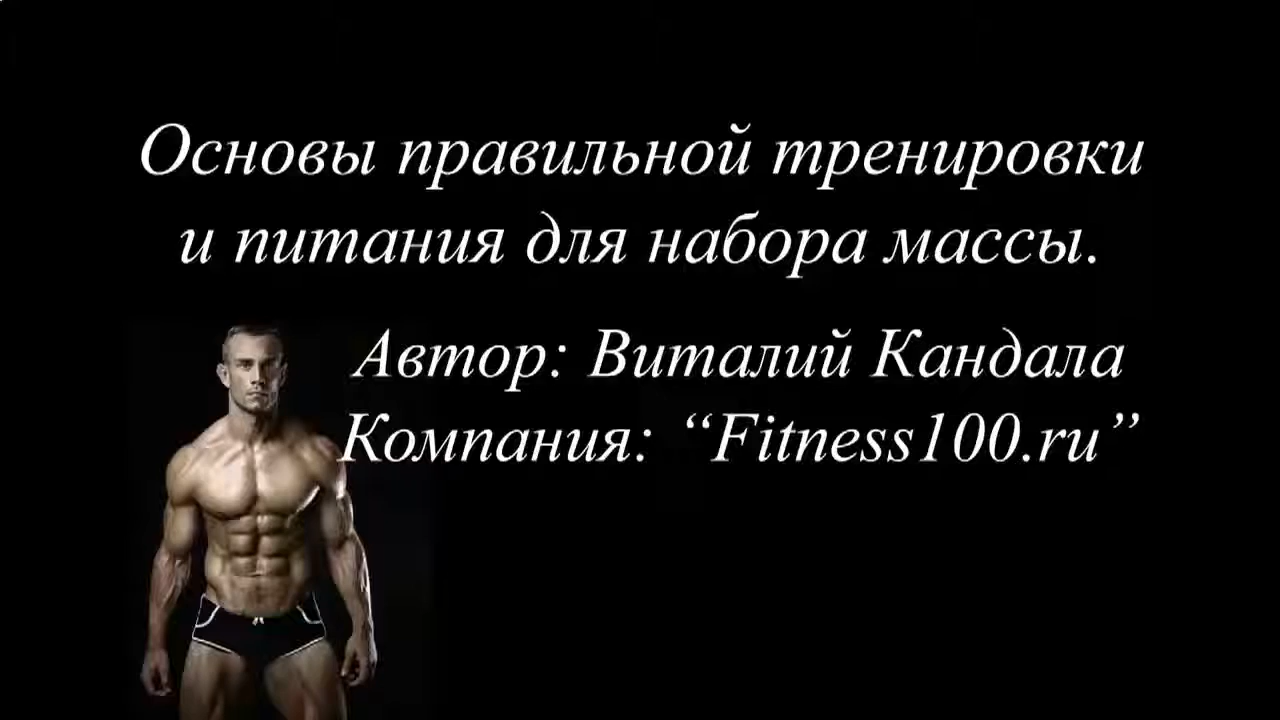 Основы правильной тренировки
и питания для набора массы.
Автор: Виталий Кандала
Компания: “Fitness100.ru”